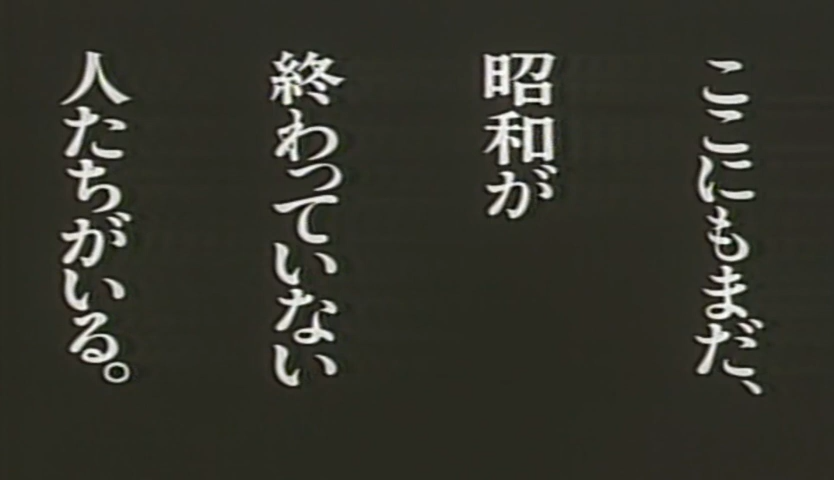 ここにもまだ、
昭和が
終わっていない
人たちがいる。